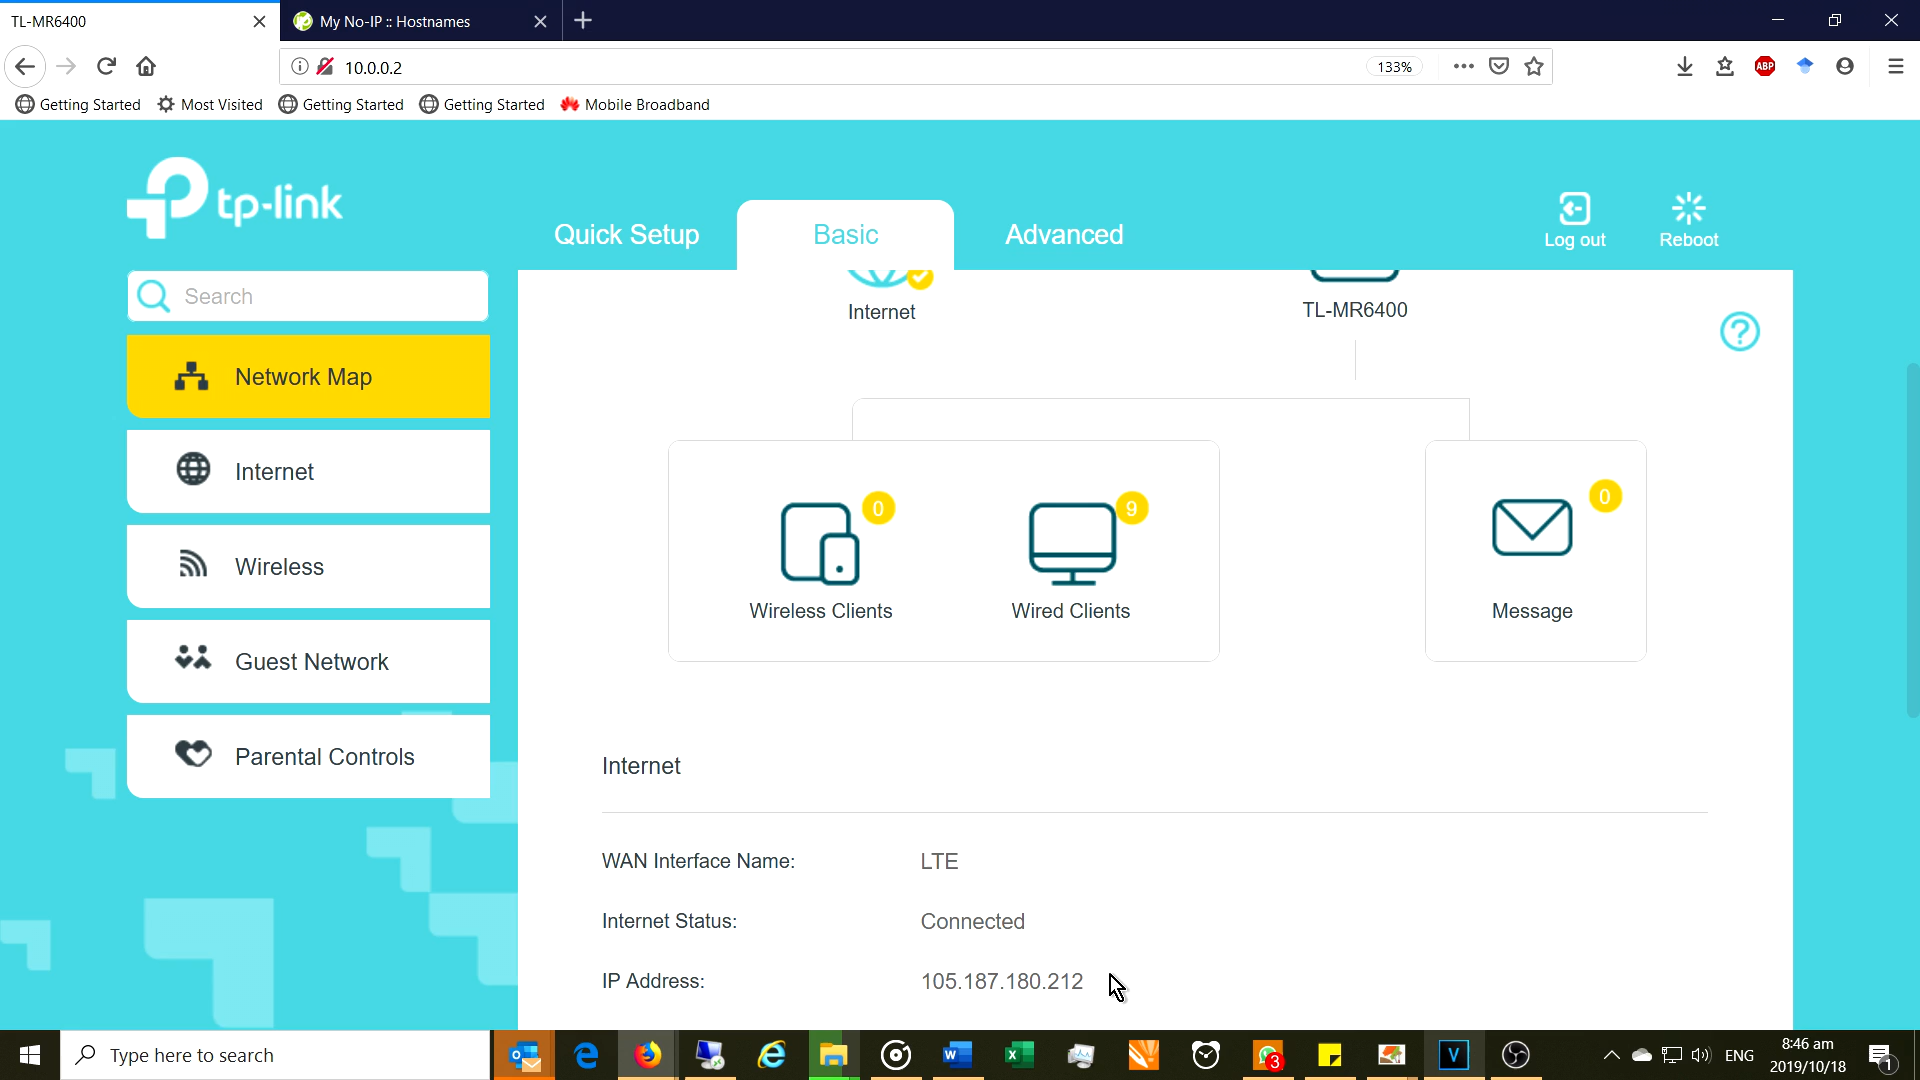 TL-MR6400
My No-IP :: Hostnames
10.0.0.2
133%
ABP
Getting Started
Most Visited
Getting Started
Getting Started
Mobile Broadband
tp-link
Quick Setup
Basic
Advanced
Log out
Reboot
Search
Network Map
Internet
Wireless
Guest Network
Parental Controls
Internet
TL-MR6400
?
0
9
0
Wireless Clients
Wired Clients
Message
Internet
WAN Interface Name:
LTE
Internet Status:
Connected
IP Address:
105.187.180.212
Type here to search
3
V
ENG
8:46 am
2019/10/18
1